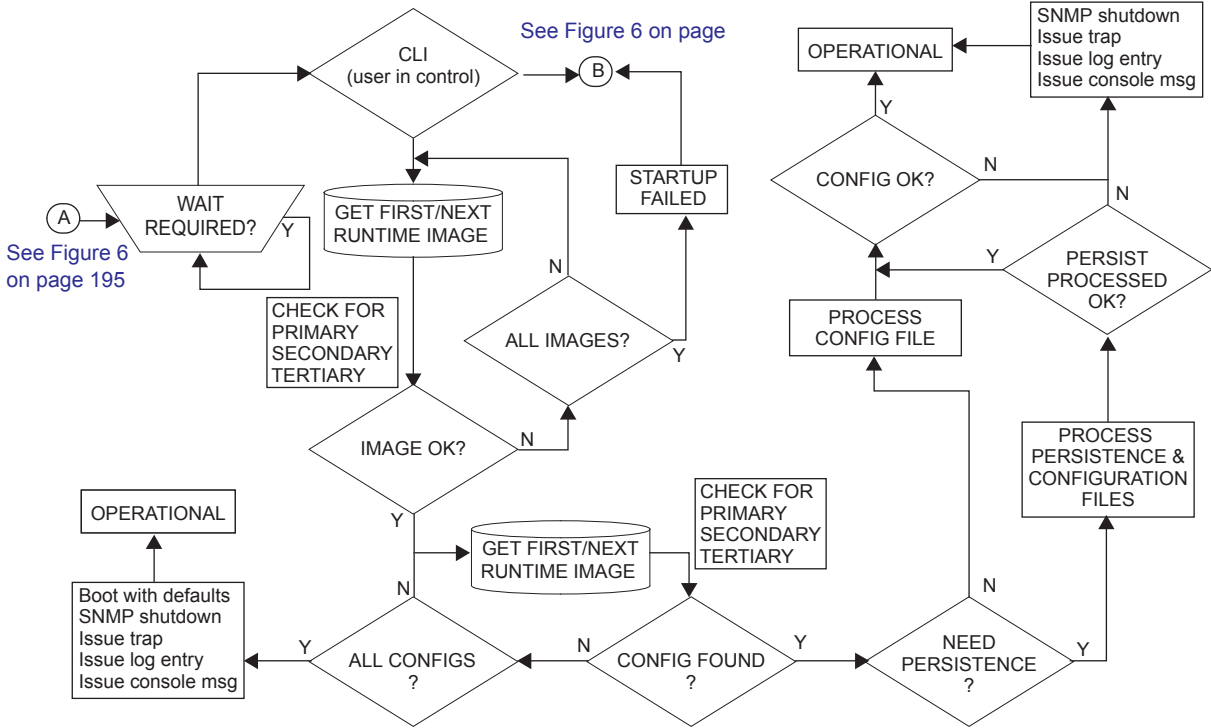 See Figure 6 on page
CLI
(user in control)
B
OPERATIONAL
SNMP shutdown
Issue trap
Issue log entry
Issue console msg
Y
A
WAIT
REQUIRED?
Y
See Figure 6
on page 195
GET FIRST/NEXT
RUNTIME IMAGE
STARTUP
FAILED
CONFIG OK?
N
N
CHECK FOR
PRIMARY
SECONDARY
TERTIARY
N
ALL IMAGES?
Y
Y
PERSIST
PROCESSED
OK?
PROCESS
CONFIG FILE
IMAGE OK?
N
Y
PROCESS
PERSISTENCE &
CONFIGURATION
FILES
OPERATIONAL
GET FIRST/NEXT
RUNTIME IMAGE
CHECK FOR
PRIMARY
SECONDARY
TERTIARY
Boot with defaults
SNMP shutdown
Issue trap
Issue log entry
Issue console msg
Y
N
ALL CONFIGS
?
N
CONFIG FOUND
?
Y
N
NEED
PERSISTENCE
?
Y